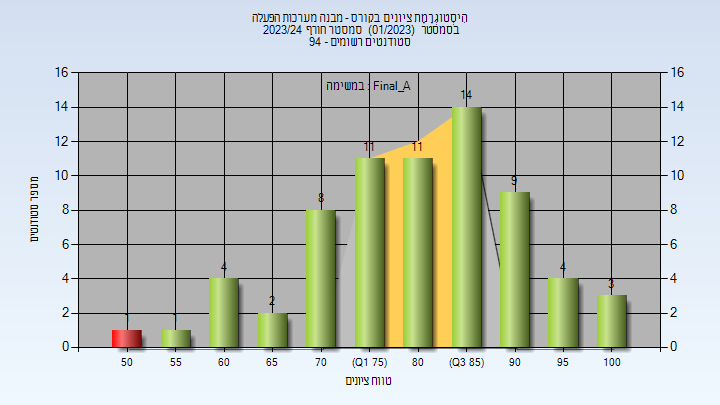 היסטוגרמת ציונים בקורס - מבנה מערכות הפעלה
בסמסטר (01/2023) סמסטר חורף 2023/24
סטודנטים רשומים - 94
במשימה : Final_A
מספר סטודנטים
16 16
14 14
12 12
10 10
8 8
6 6
4 4
2 2
0 0
1 1 4 2 8 11 11 14 9 4 3
50 55 60 65 70 (Q1 75) 80 (Q3 85) 90 95 100
טווח ציונים